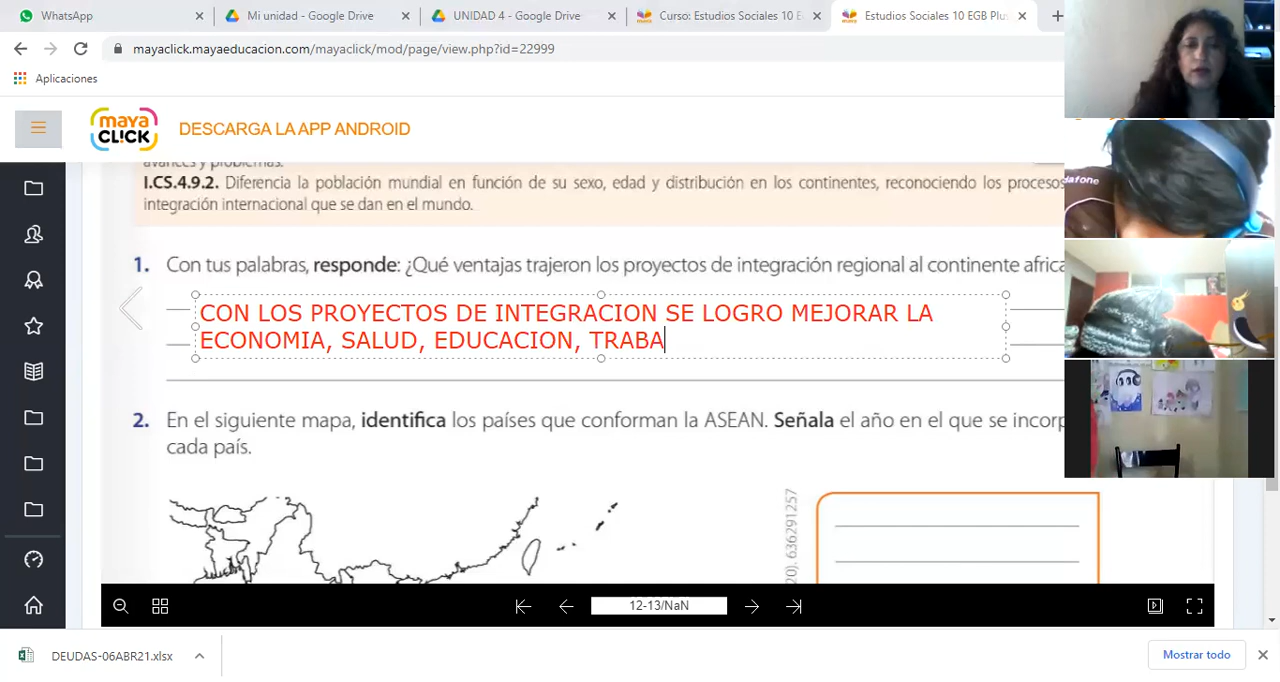 WhatsApp
Mi unidad - Google Drive
UNIDAD 4 - Google Drive
Curso: Estudios Sociales 10 E
Estudios Sociales 10 EGB Plu
mayaclick.mayaeducacion.com/mayaclick/mod/page/view.php?id=22999
Aplicaciones
maya
CLICK
DESCARGA LA APP ANDROID
avances y problemas.
I.CS.4.9.2. Diferencia la población mundial en función de su sexo, edad y distribución en los continentes, reconociendo los procesos
integración internacional que se dan en el mundo.
1. Con tus palabras, responde: ¿Qué ventajas trajeron los proyectos de integración regional al continente africa
CON LOS PROYECTOS DE INTEGRACION SE LOGRO MEJORAR LA
ECONOMIA, SALUD, EDUCACION, TRABA
2. En el siguiente mapa, identifica los países que conforman la ASEAN. Señala el año en el que se incorp
cada país.
20). 636291257
12-13/NaN
DEUDAS-06ABR21.xlsx
Mostrar todo